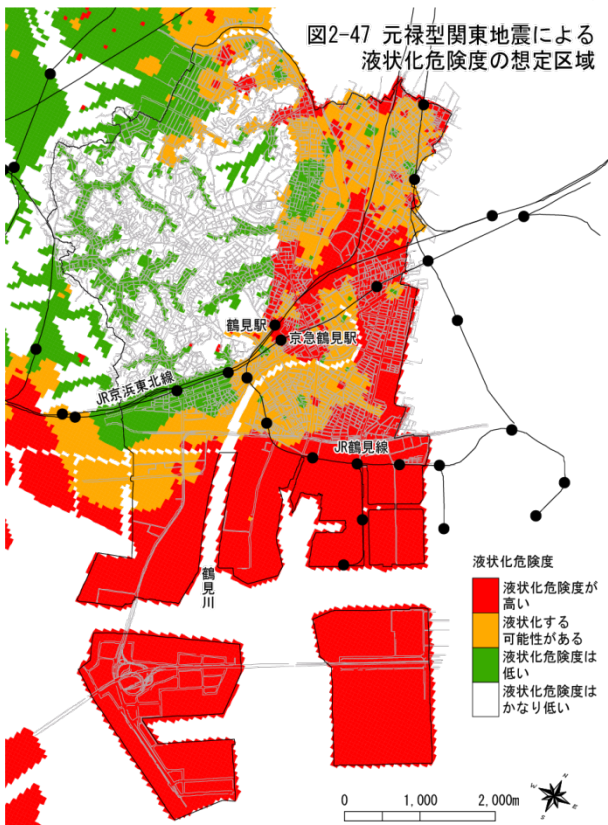 図2-47 元禄型関東地震による
液状化危険度の想定区域
鶴見駅
京急鶴見駅
JR京浜東北線
JR鶴見線
鶴見川
液状化危険度
液状化危険度が
高い
液状化する
可能性がある
液状化危険度は
低い
液状化危険度は
かなり低い
0 1,000 2,000m
N
W
E
S